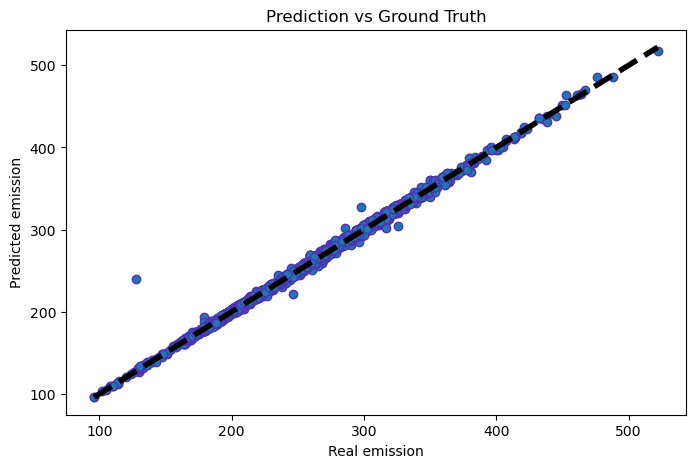 Prediction vs Ground Truth
500
400
300
200
100
Predicted emission
100 200 300 400 500
Real emission